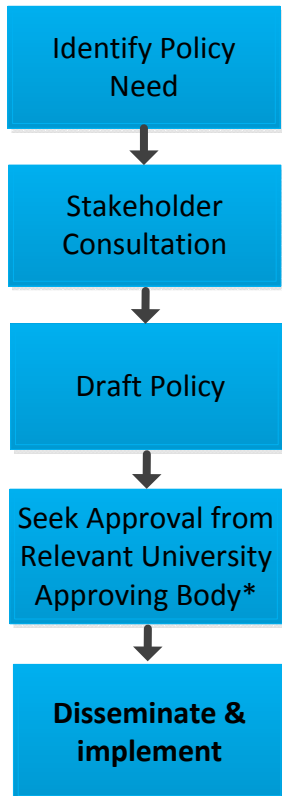 Identify Policy
Need
Stakeholder
Consultation
Draft Policy
Seek Approval from
Relevant University
Approving Body*
Disseminate &
implement